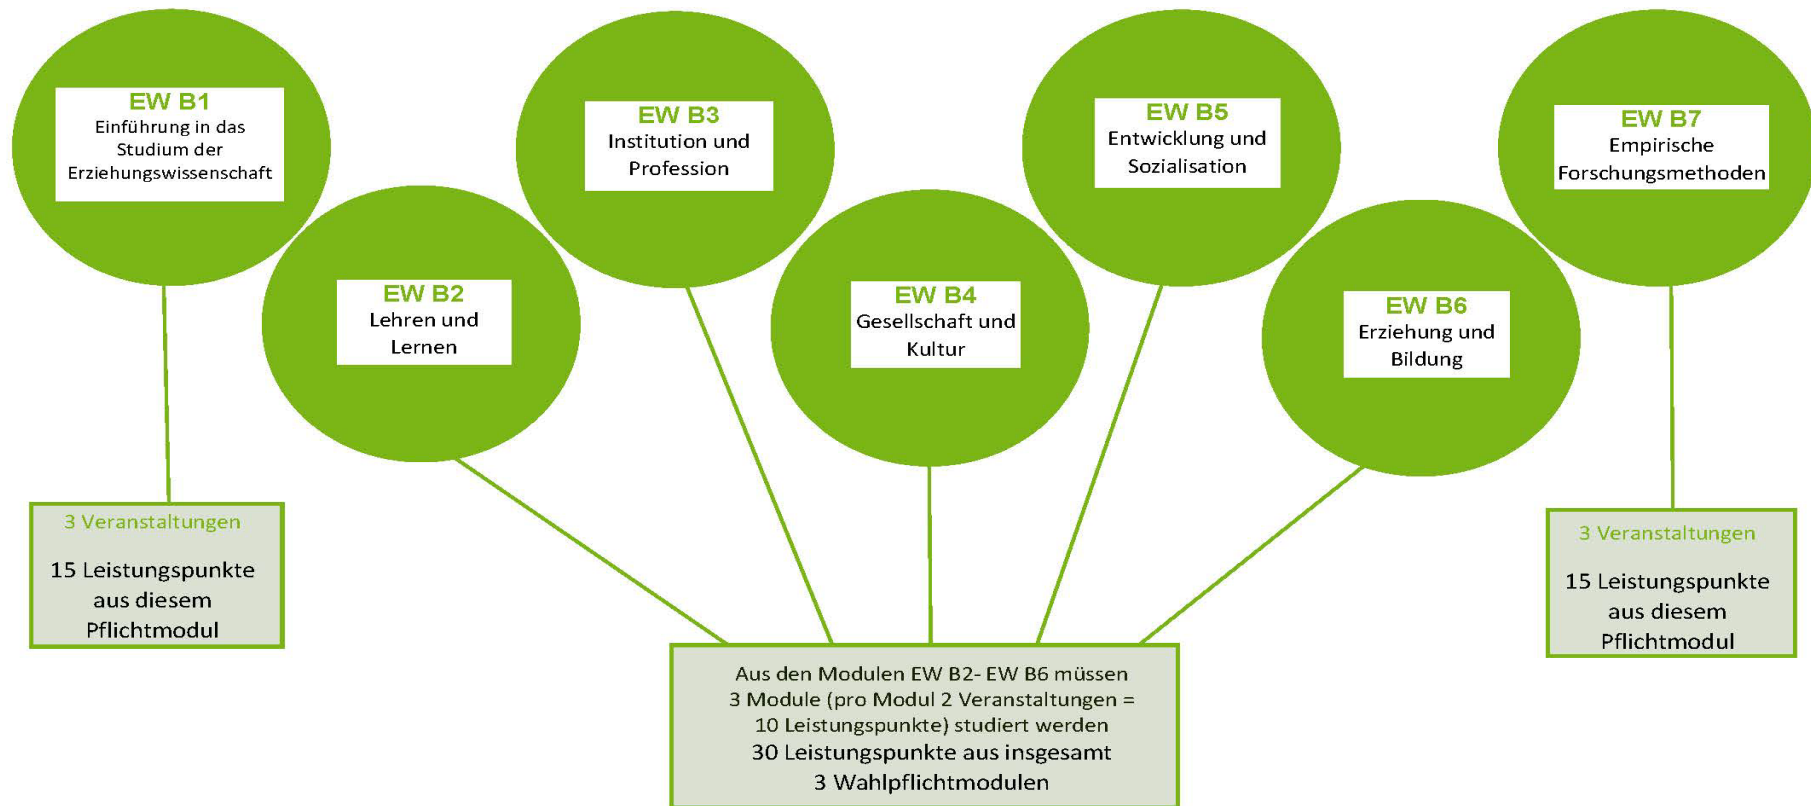 EW B1
Einführung in das
Studium der
Erziehungswissenschaft
EW B2
Lehren und
Lernen
EW B3
Institution und
Profession
EW B4
Gesellschaft und
Kultur
EW B5
Entwicklung und
Sozialisation
EW B6
Erziehung und
Bildung
EW B7
Empirische
Forschungsmethoden
3 Veranstaltungen
15 Leistungspunkte
aus diesem
Pflichtmodul
Aus den Modulen EW B2- EW B6 müssen
3 Module (pro Modul 2 Veranstaltungen =
10 Leistungspunkte) studiert werden
30 Leistungspunkte aus insgesamt
3 Wahlpflichtmodulen
3 Veranstaltungen
15 Leistungspunkte
aus diesem
Pflichtmodul